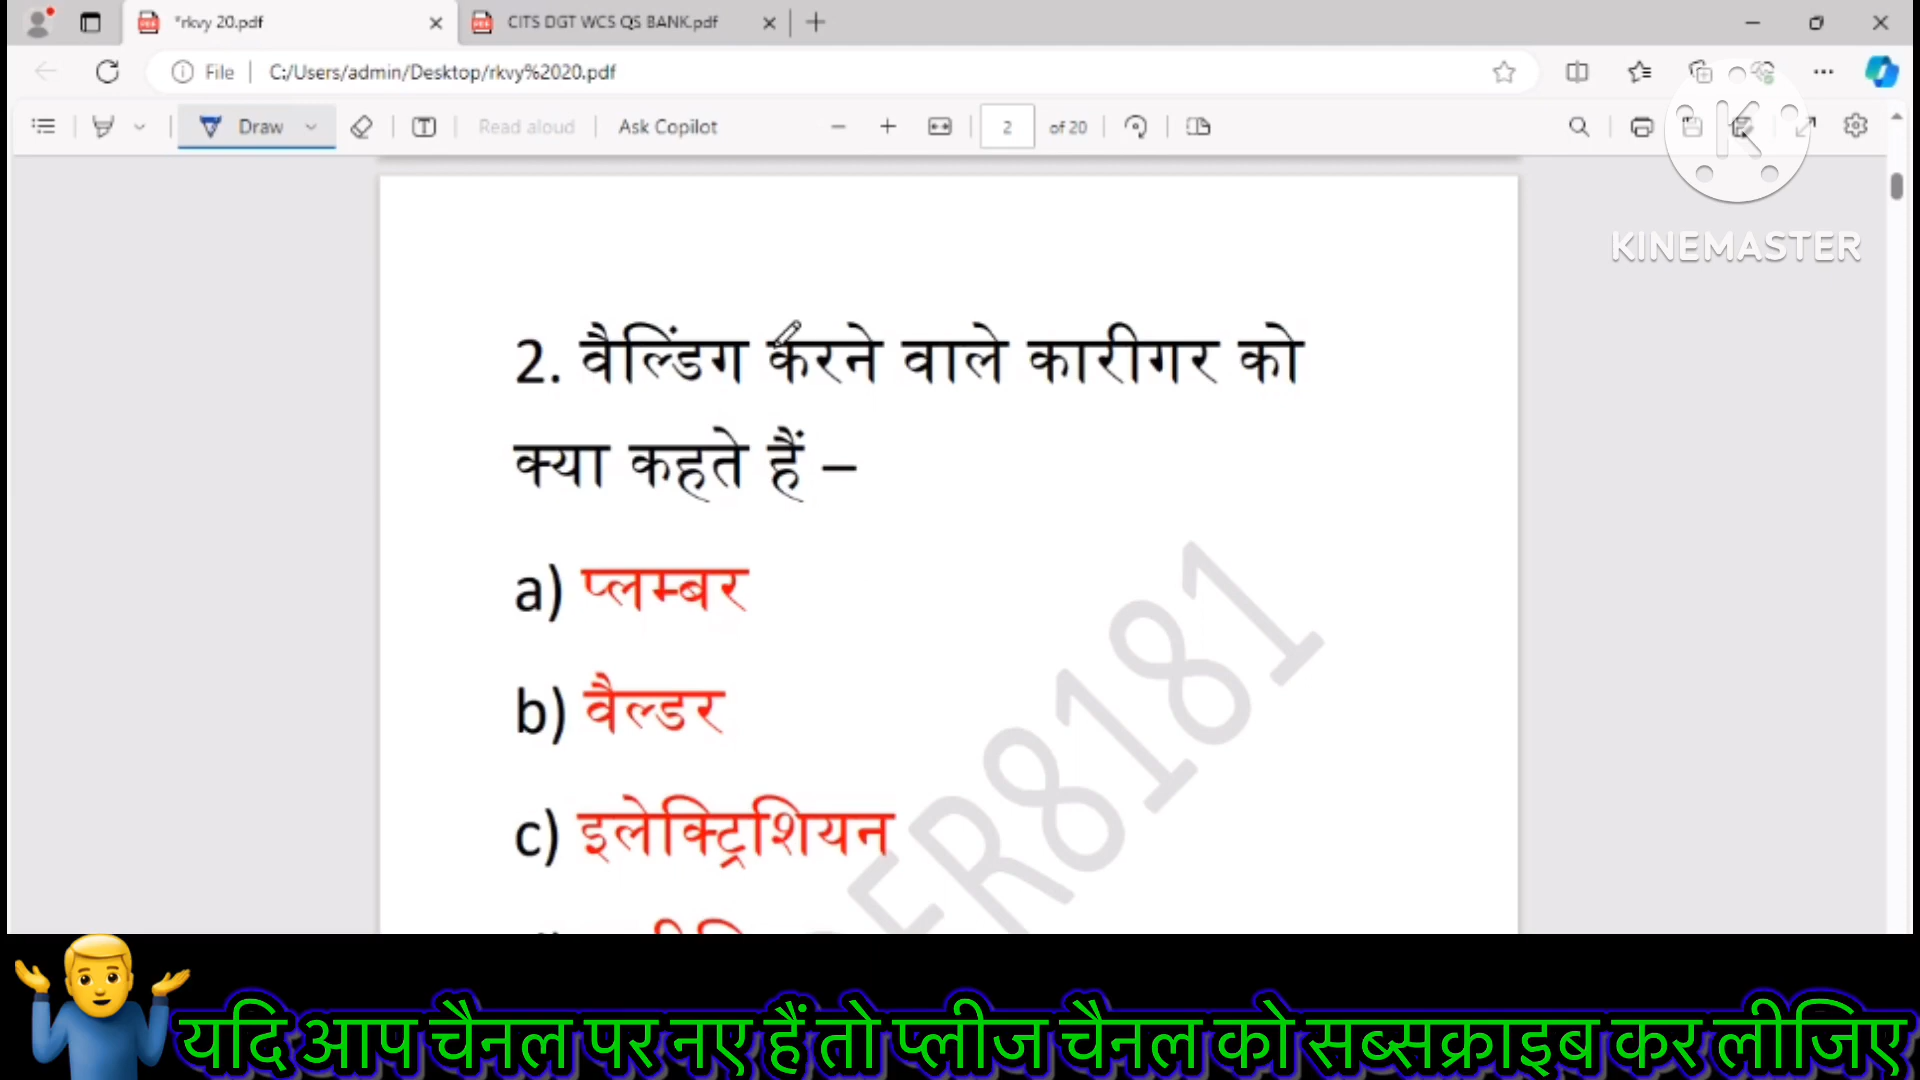 *rkvy 20.pdf
CITS DGT WCS QS BANK.pdf
File
C:/Users/admin/Desktop/rkvy%2020.pdf
Draw
Read aloud
Ask Copilot
2
of 20
KINEMASTER
2. वैल्डिंग करने वाले कारीगर को
क्या कहते हैं –
a) प्लम्बर
b) वैल्डर
c) इलेक्ट्रिशियन
ER8181
यदि आप चैनल पर नए हैं तो प्लीज चैनल को सब्सक्राइब कर लीजिए